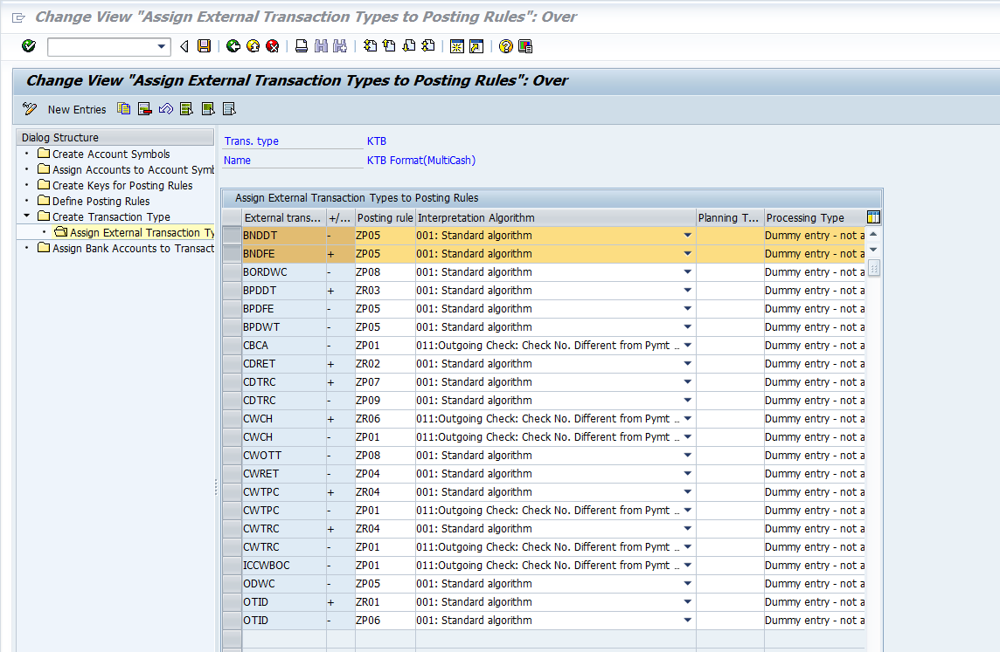 Change View "Assign External Transaction Types to Posting Rules": Over
Change View "Assign External Transaction Types to Posting Rules": Over
New Entries
Dialog Structure
Create Account Symbols
Assign Accounts to Account Symb
Create Keys for Posting Rules
Define Posting Rules
Create Transaction Type
Assign External Transaction Ty
Assign Bank Accounts to Transact
Trans. type KTB
Name KTB Format(MultiCash)
Assign External Transaction Types to Posting Rules
External trans... +/... Posting rule Interpretation Algorithm Planning T... Processing Type
BNDDT - ZP05 001: Standard algorithm Dummy entry - not a
BNDFE + ZP05 001: Standard algorithm Dummy entry - not a
BORDWC - ZP08 001: Standard algorithm Dummy entry - not a
BPDDT + ZR03 001: Standard algorithm Dummy entry - not a
BPDFE - ZP05 001: Standard algorithm Dummy entry - not a
BPDWT - ZP05 001: Standard algorithm Dummy entry - not a
CBCA - ZP01 011:Outgoing Check: Check No. Different from Pymt ... Dummy entry - not a
CDRET + ZR02 001: Standard algorithm Dummy entry - not a
CDTRC + ZP07 001: Standard algorithm Dummy entry - not a
CDTRC - ZP09 001: Standard algorithm Dummy entry - not a
CWCH + ZR06 011:Outgoing Check: Check No. Different from Pymt ... Dummy entry - not a
CWCH - ZP01 011:Outgoing Check: Check No. Different from Pymt ... Dummy entry - not a
CWOTT - ZP08 001: Standard algorithm Dummy entry - not a
CWRET - ZP04 001: Standard algorithm Dummy entry - not a
CWTPC + ZR04 001: Standard algorithm Dummy entry - not a
CWTPC - ZP01 011:Outgoing Check: Check No. Different from Pymt ... Dummy entry - not a
CWTRC + ZR04 001: Standard algorithm Dummy entry - not a
CWTRC - ZP01 011:Outgoing Check: Check No. Different from Pymt ... Dummy entry - not a
ICCWBOC - ZP01 011:Outgoing Check: Check No. Different from Pymt ... Dummy entry - not a
ODWC - ZP05 001: Standard algorithm Dummy entry - not a
OTID + ZR01 001: Standard algorithm Dummy entry - not a
OTID - ZP06 001: Standard algorithm Dummy entry - not a